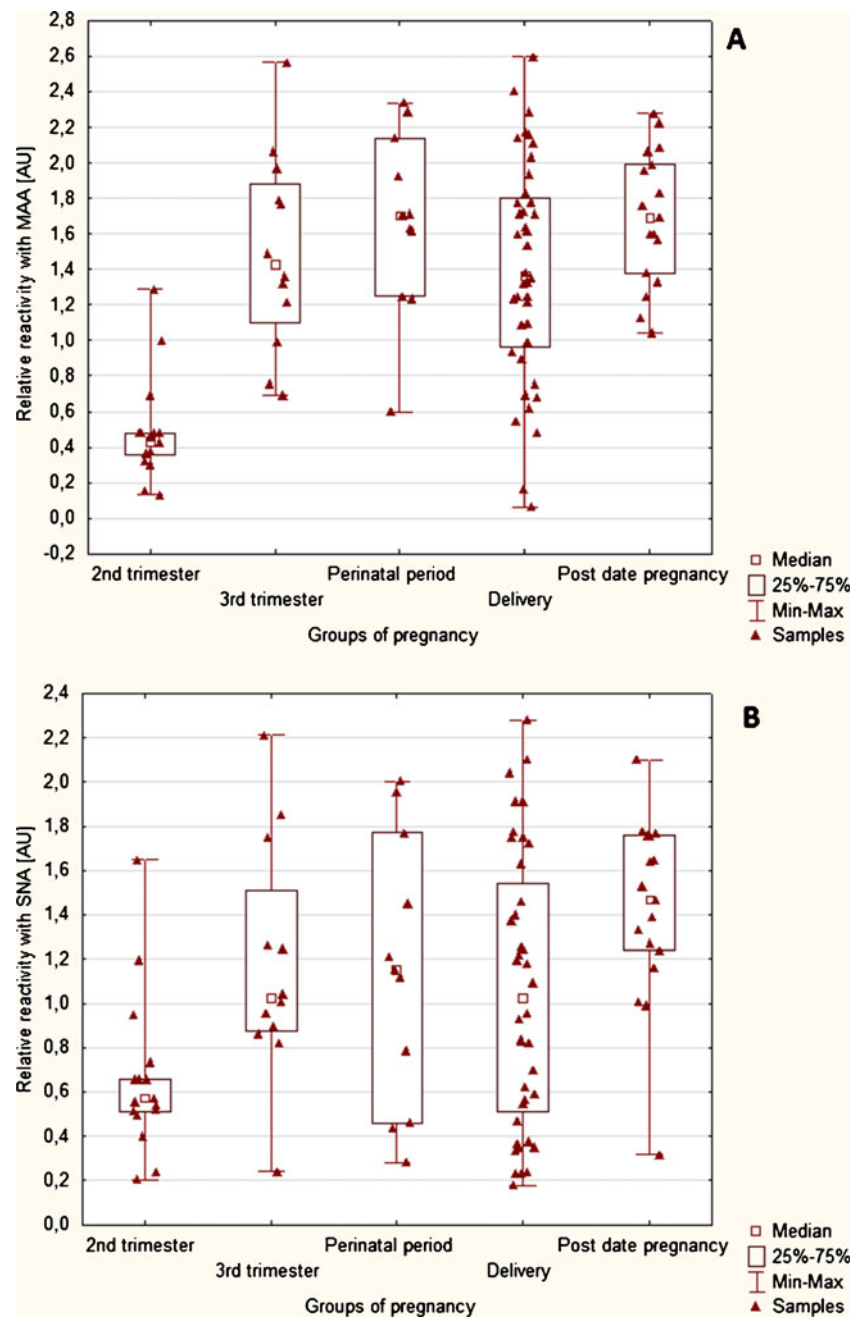 A
Relative reactivity with MAA [AU]
2,8
2,6
2,4
2,2
2,0
1,8
1,6
1,4
1,2
1,0
0,8
0,6
0,4
0,2
0,0
-0,2
2nd trimester
3rd trimester
Perinatal period
Delivery
Post date pregnancy
Groups of pregnancy
Median
25%-75%
Min-Max
Samples
B
Relative reactivity with SNA [AU]
2,4
2,2
2,0
1,8
1,6
1,4
1,2
1,0
0,8
0,6
0,4
0,2
0,0
2nd trimester
3rd trimester
Perinatal period
Delivery
Post date pregnancy
Groups of pregnancy
Median
25%-75%
Min-Max
Samples